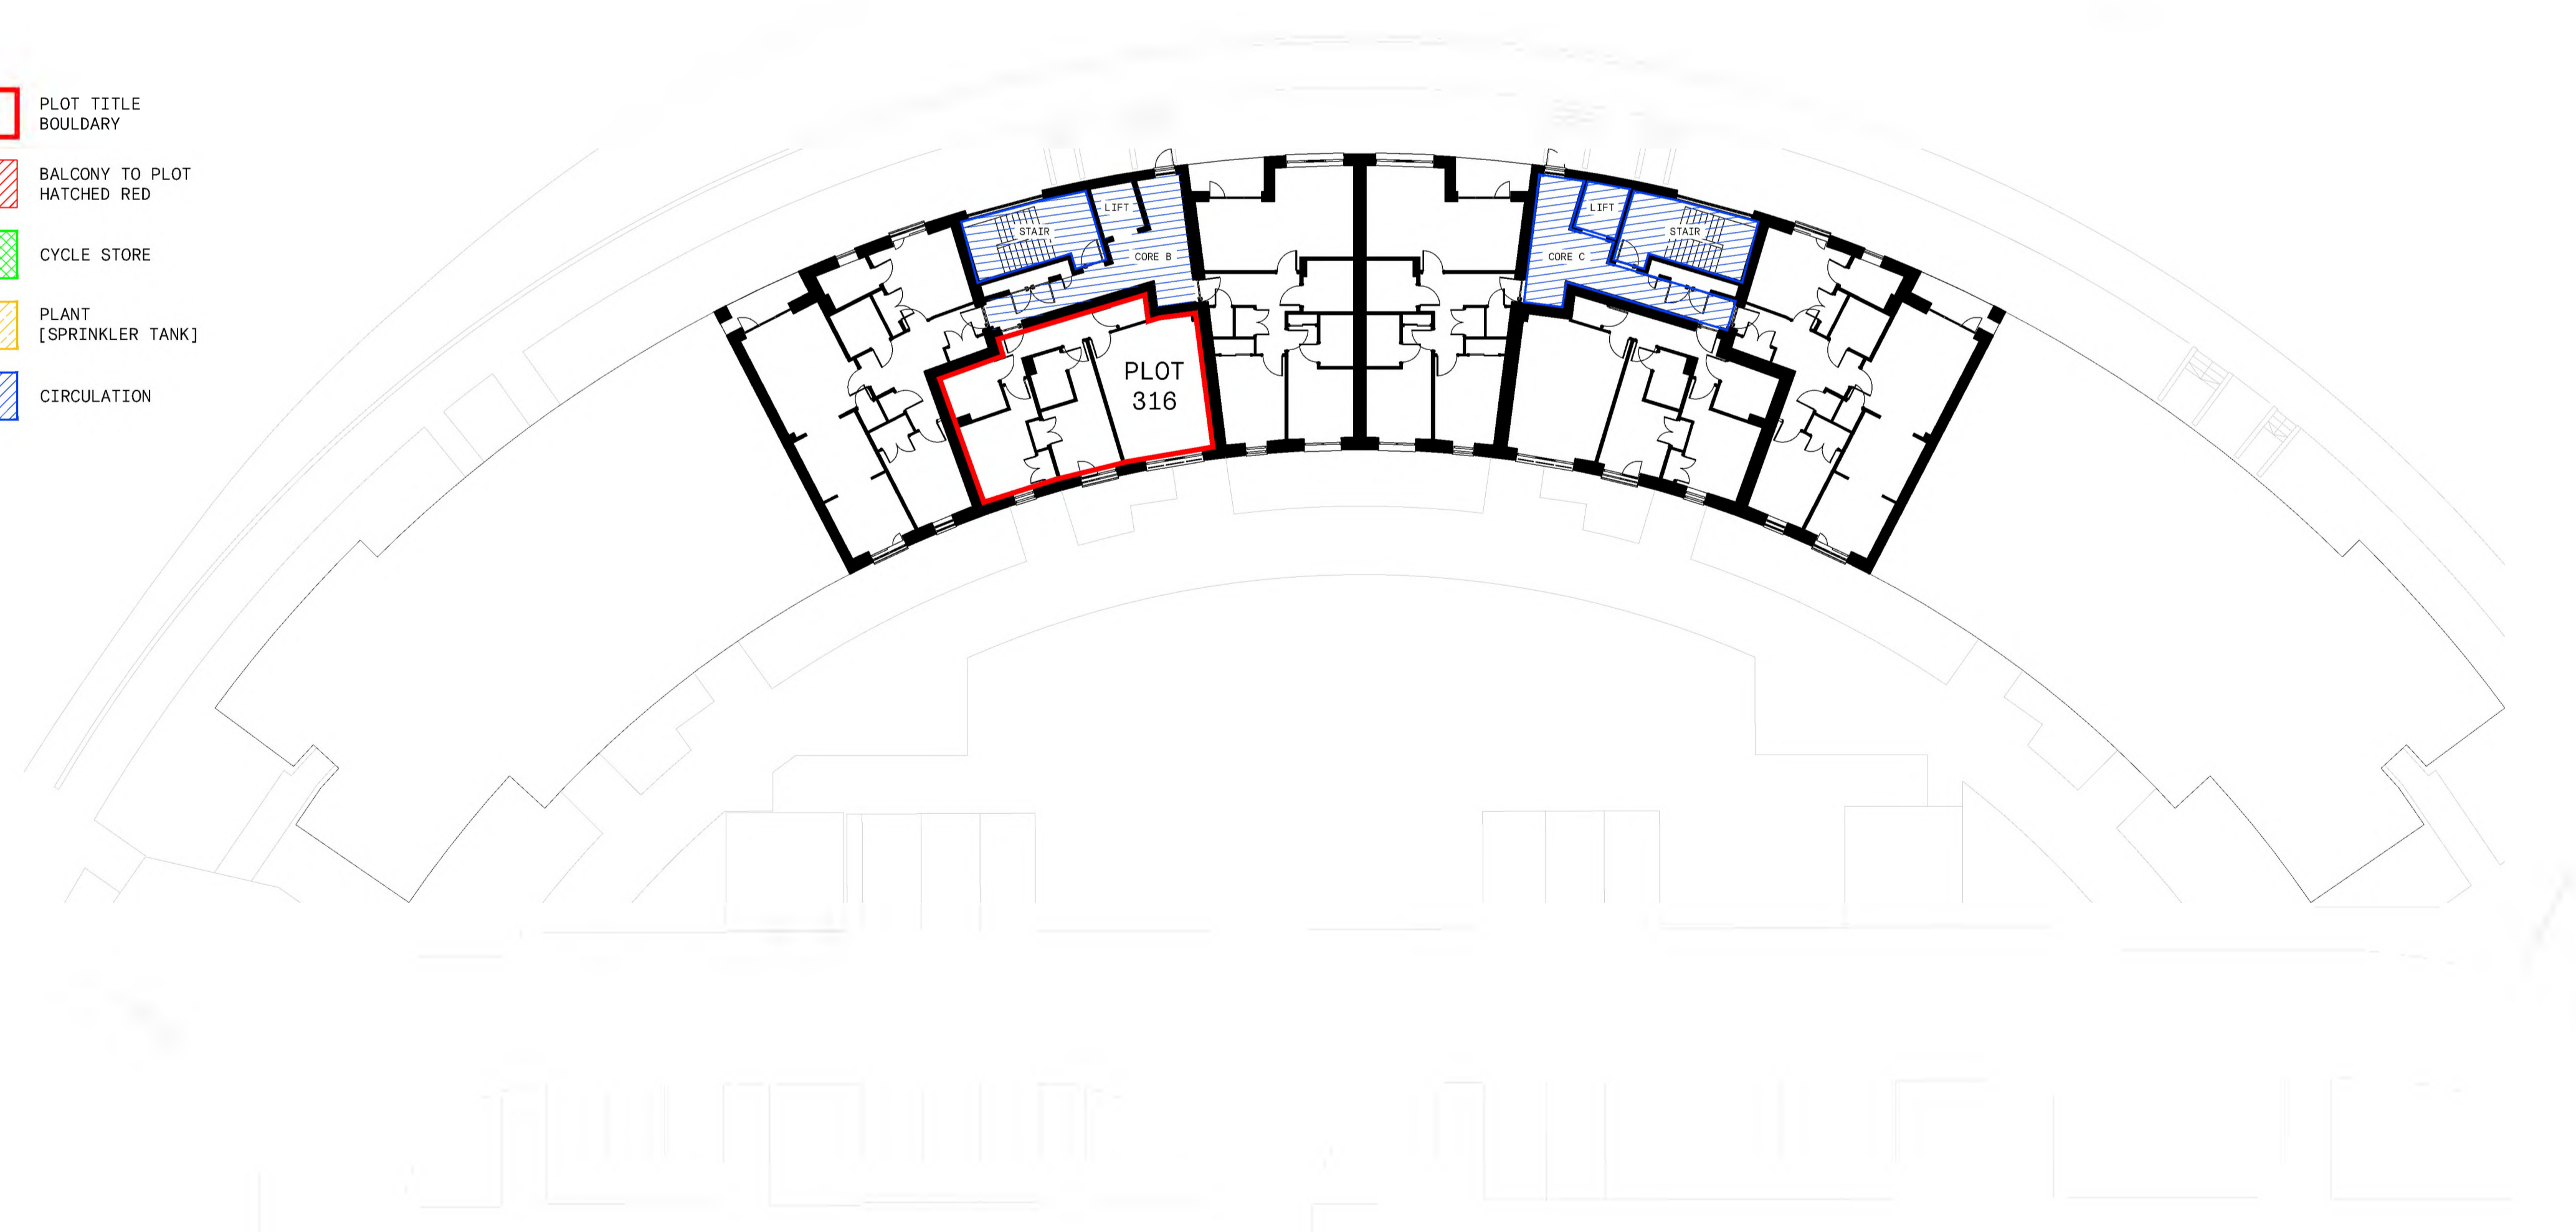 PLOT TITLE
BOULDARY
BALCONY TO PLOT
HATCHED RED
CYCLE STORE
PLANT
[SPRINKLER TANK]
CIRCULATION
LIFT
STAIR
CORE B
LIFT
STAIR
CORE C
PLOT
316